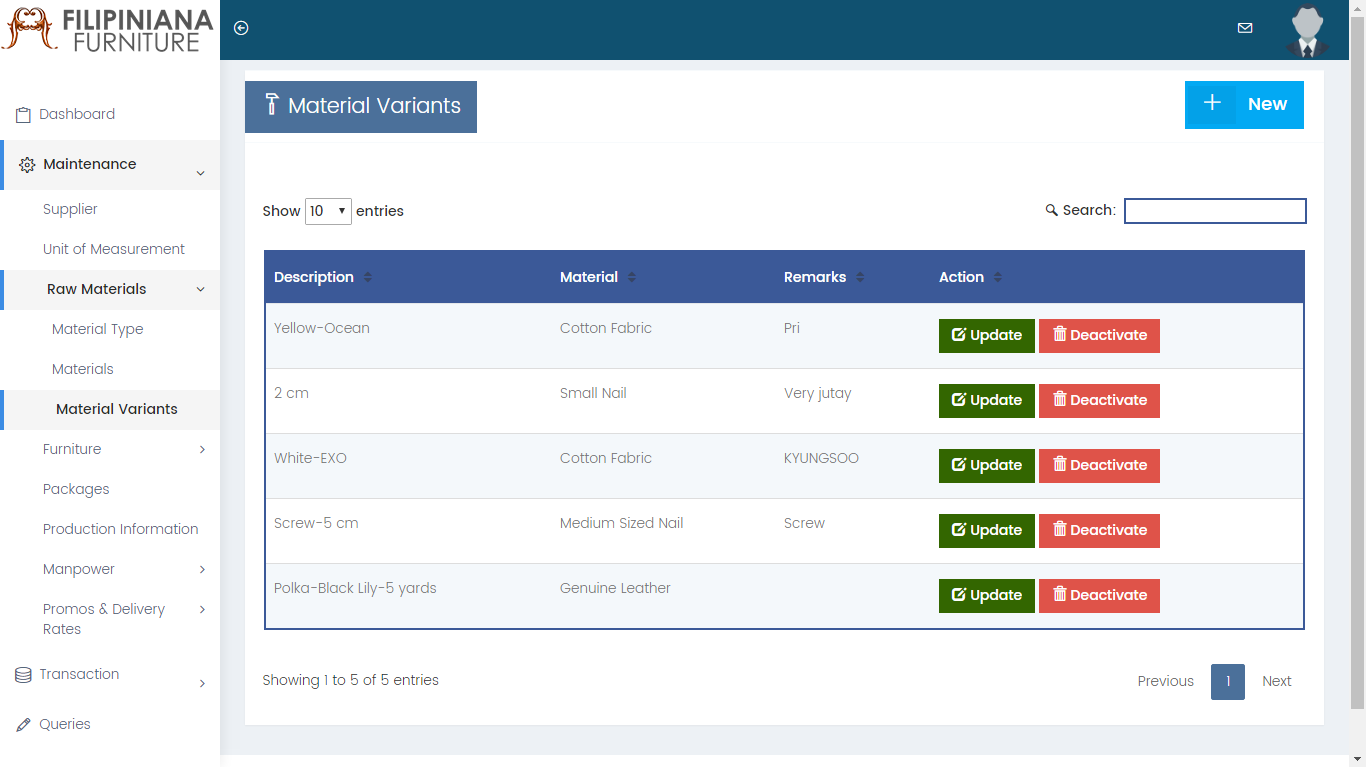 FILIPINIANA
FURNITURE
Dashboard
Maintenance
Supplier
Unit of Measurement
Raw Materials
Material Type
Materials
Material Variants
Furniture
Packages
Production Information
Manpower
Promos & Delivery
Rates
Transaction
Queries
Material Variants
New
Show 10 entries
Search:
Description Material Remarks Action
Yellow-Ocean Cotton Fabric Pri Update Deactivate
2 cm Small Nail Very jutay Update Deactivate
White-EXO Cotton Fabric KYUNGSOO Update Deactivate
Screw-5 cm Medium Sized Nail Screw Update Deactivate
Polka-Black Lily-5 yards Genuine Leather Update Deactivate
Showing 1 to 5 of 5 entries
Previous 1 Next